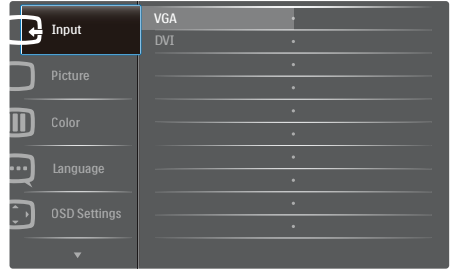 Input
Picture
Color
Language
OSD Settings
VGA
DVI